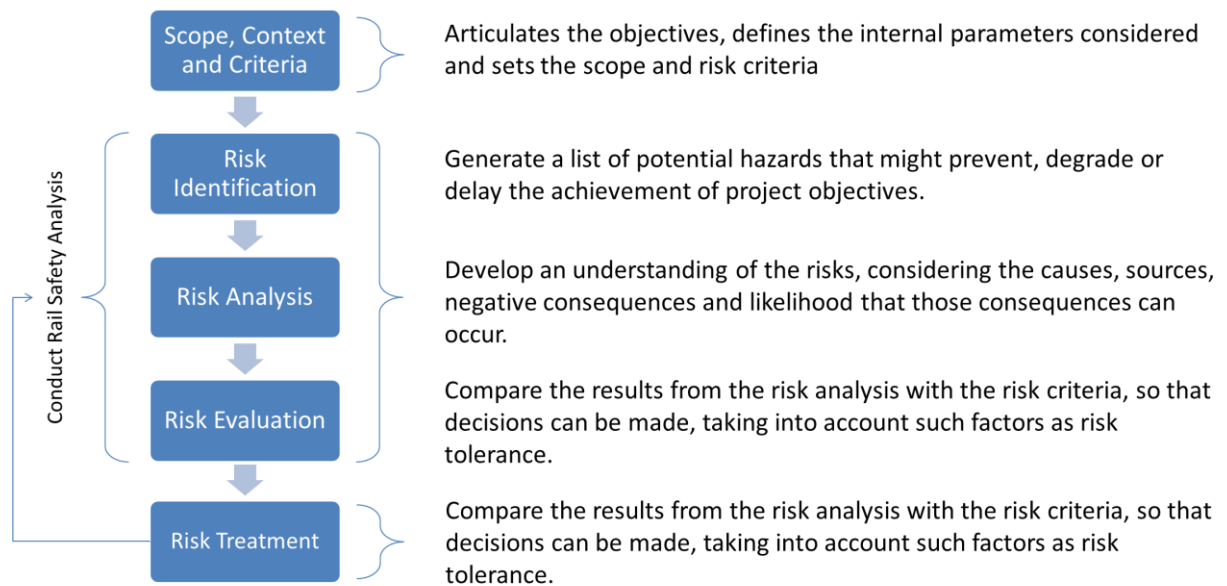 Scope, Context
and Criteria
Articulates the objectives, defines the internal parameters considered
and sets the scope and risk criteria
Conduct Rail Safety Analysis
Risk
Identification
Generate a list of potential hazards that might prevent, degrade or
delay the achievement of project objectives.
Risk Analysis
Develop an understanding of the risks, considering the causes, sources,
negative consequences and likelihood that those consequences can
occur.
Risk Evaluation
Compare the results from the risk analysis with the risk criteria, so that
decisions can be made, taking into account such factors as risk
tolerance.
Risk Treatment
Compare the results from the risk analysis with the risk criteria, so that
decisions can be made, taking into account such factors as risk
tolerance.